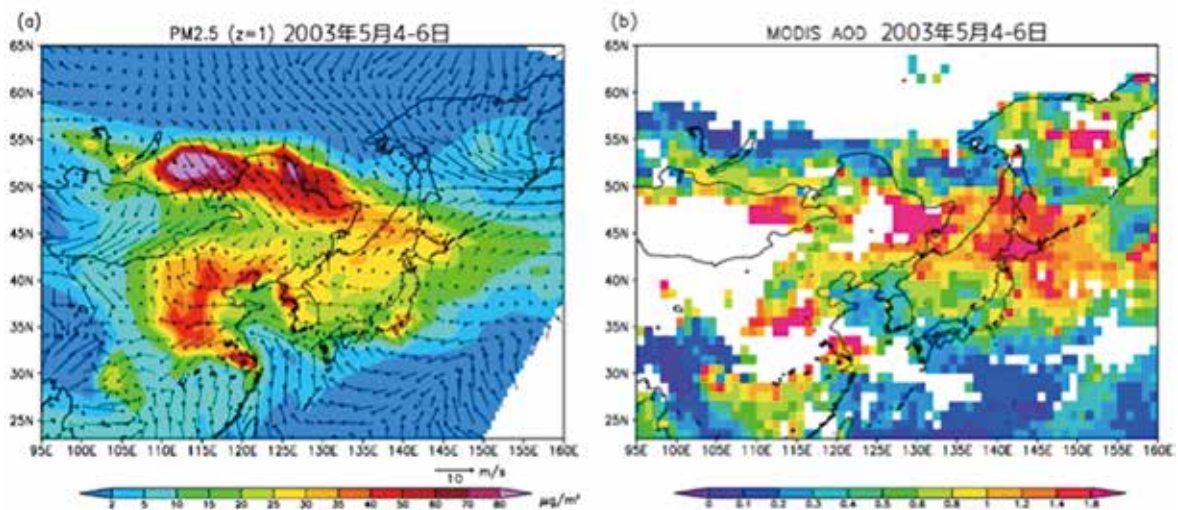 (a)
PM2.5 (z=1) 2003年5月4-6日
65N
60N
55N
50N
45N
40N
35N
30N
25N
95E 100E 105E 110E 115E 120E 125E 130E 135E 140E 145E 150E 155E 160E
10 m/s
2 5 10 15 20 25 30 35 40 50 60 70 80 μg/m³
(b)
MODIS AOD 2003年5月4-6日
65N
60N
55N
50N
45N
40N
35N
30N
25N
95E 100E 105E 110E 115E 120E 125E 130E 135E 140E 145E 150E 155E 160E
0 0.1 0.2 0.3 0.4 0.5 0.6 0.8 1 1.2 1.4